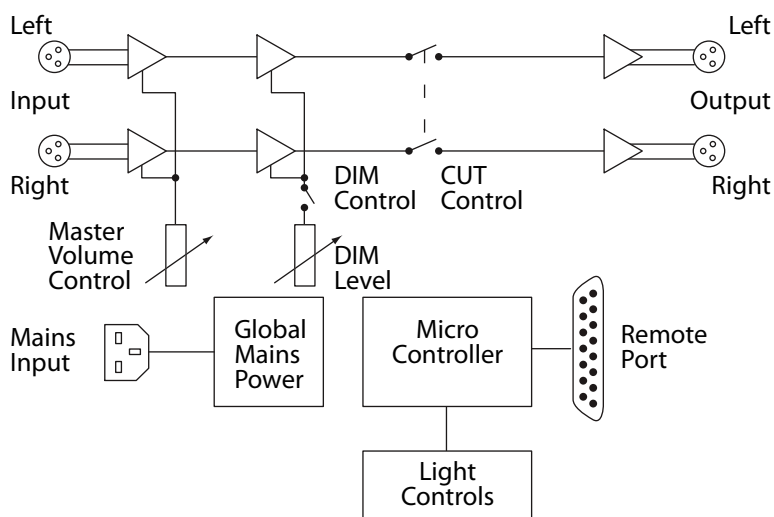 Left
Left
Input
Output
Right
Right
DIM
Control
CUT
Control
Master
Volume
Control
DIM
Level
Mains
Input
Global
Mains
Power
Micro
Controller
Remote
Port
Light
Controls